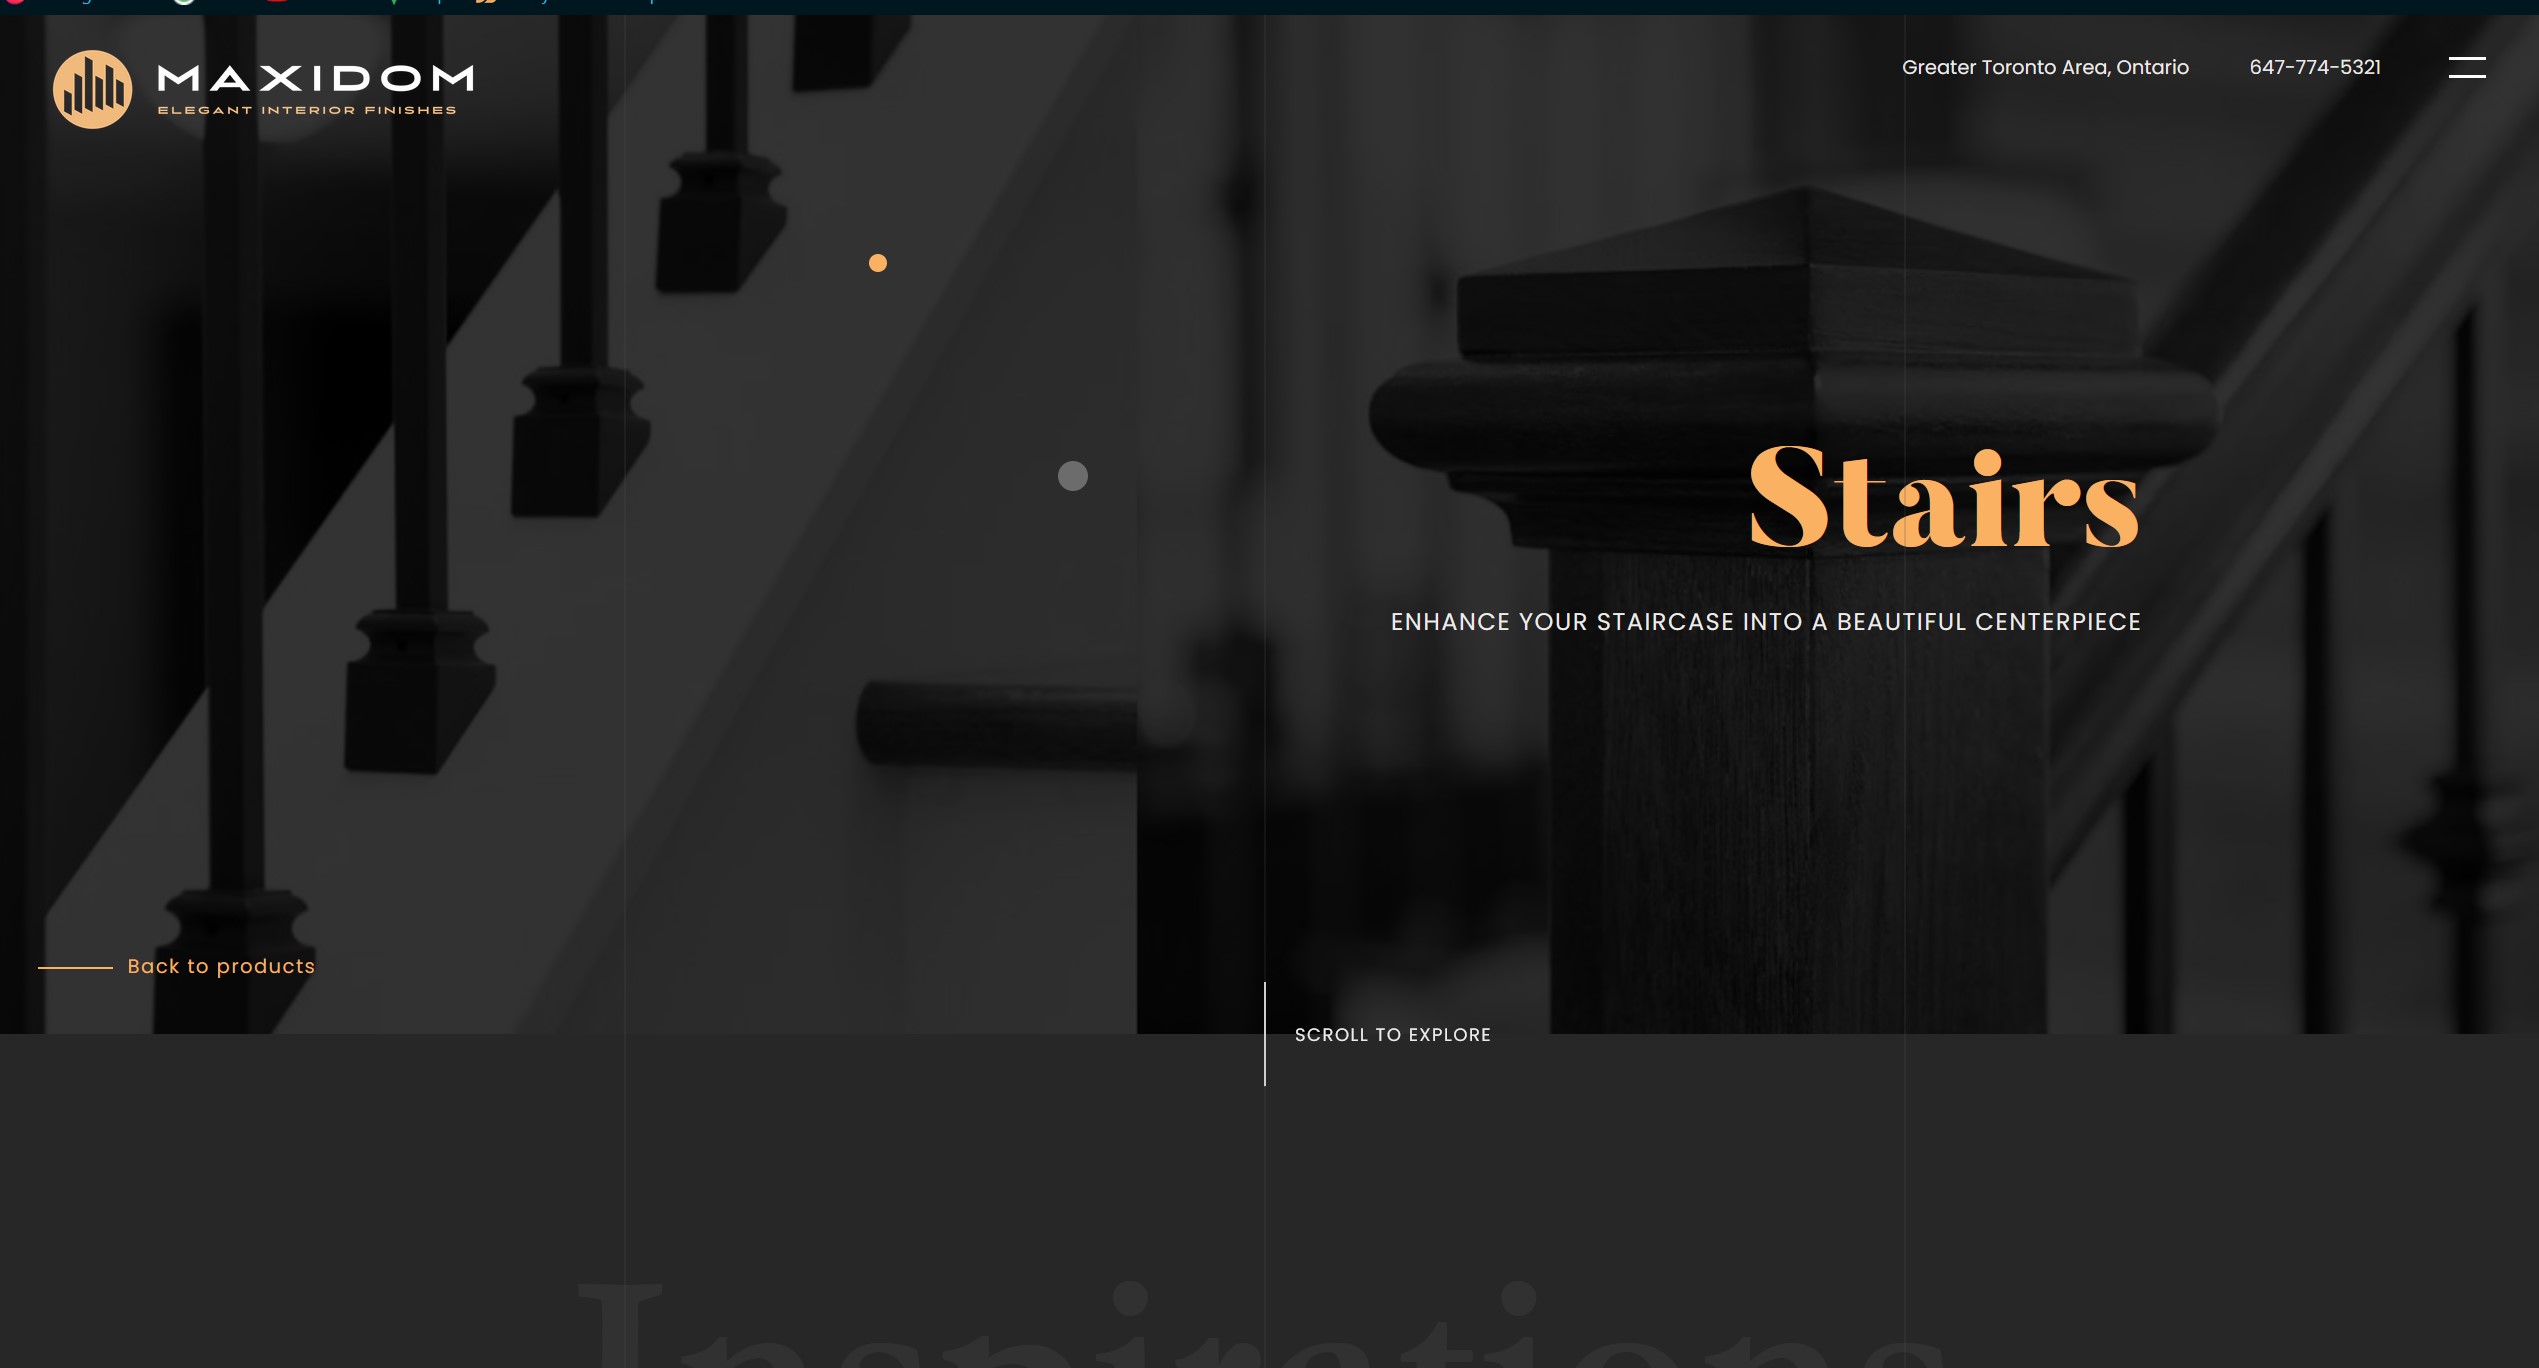 MAXIDOM
ELEGANT INTERIOR FINISHES
Greater Toronto Area, Ontario
647-774-5321
Stairs
ENHANCE YOUR STAIRCASE INTO A BEAUTIFUL CENTERPIECE
Back to products
SCROLL TO EXPLORE
Inspirations